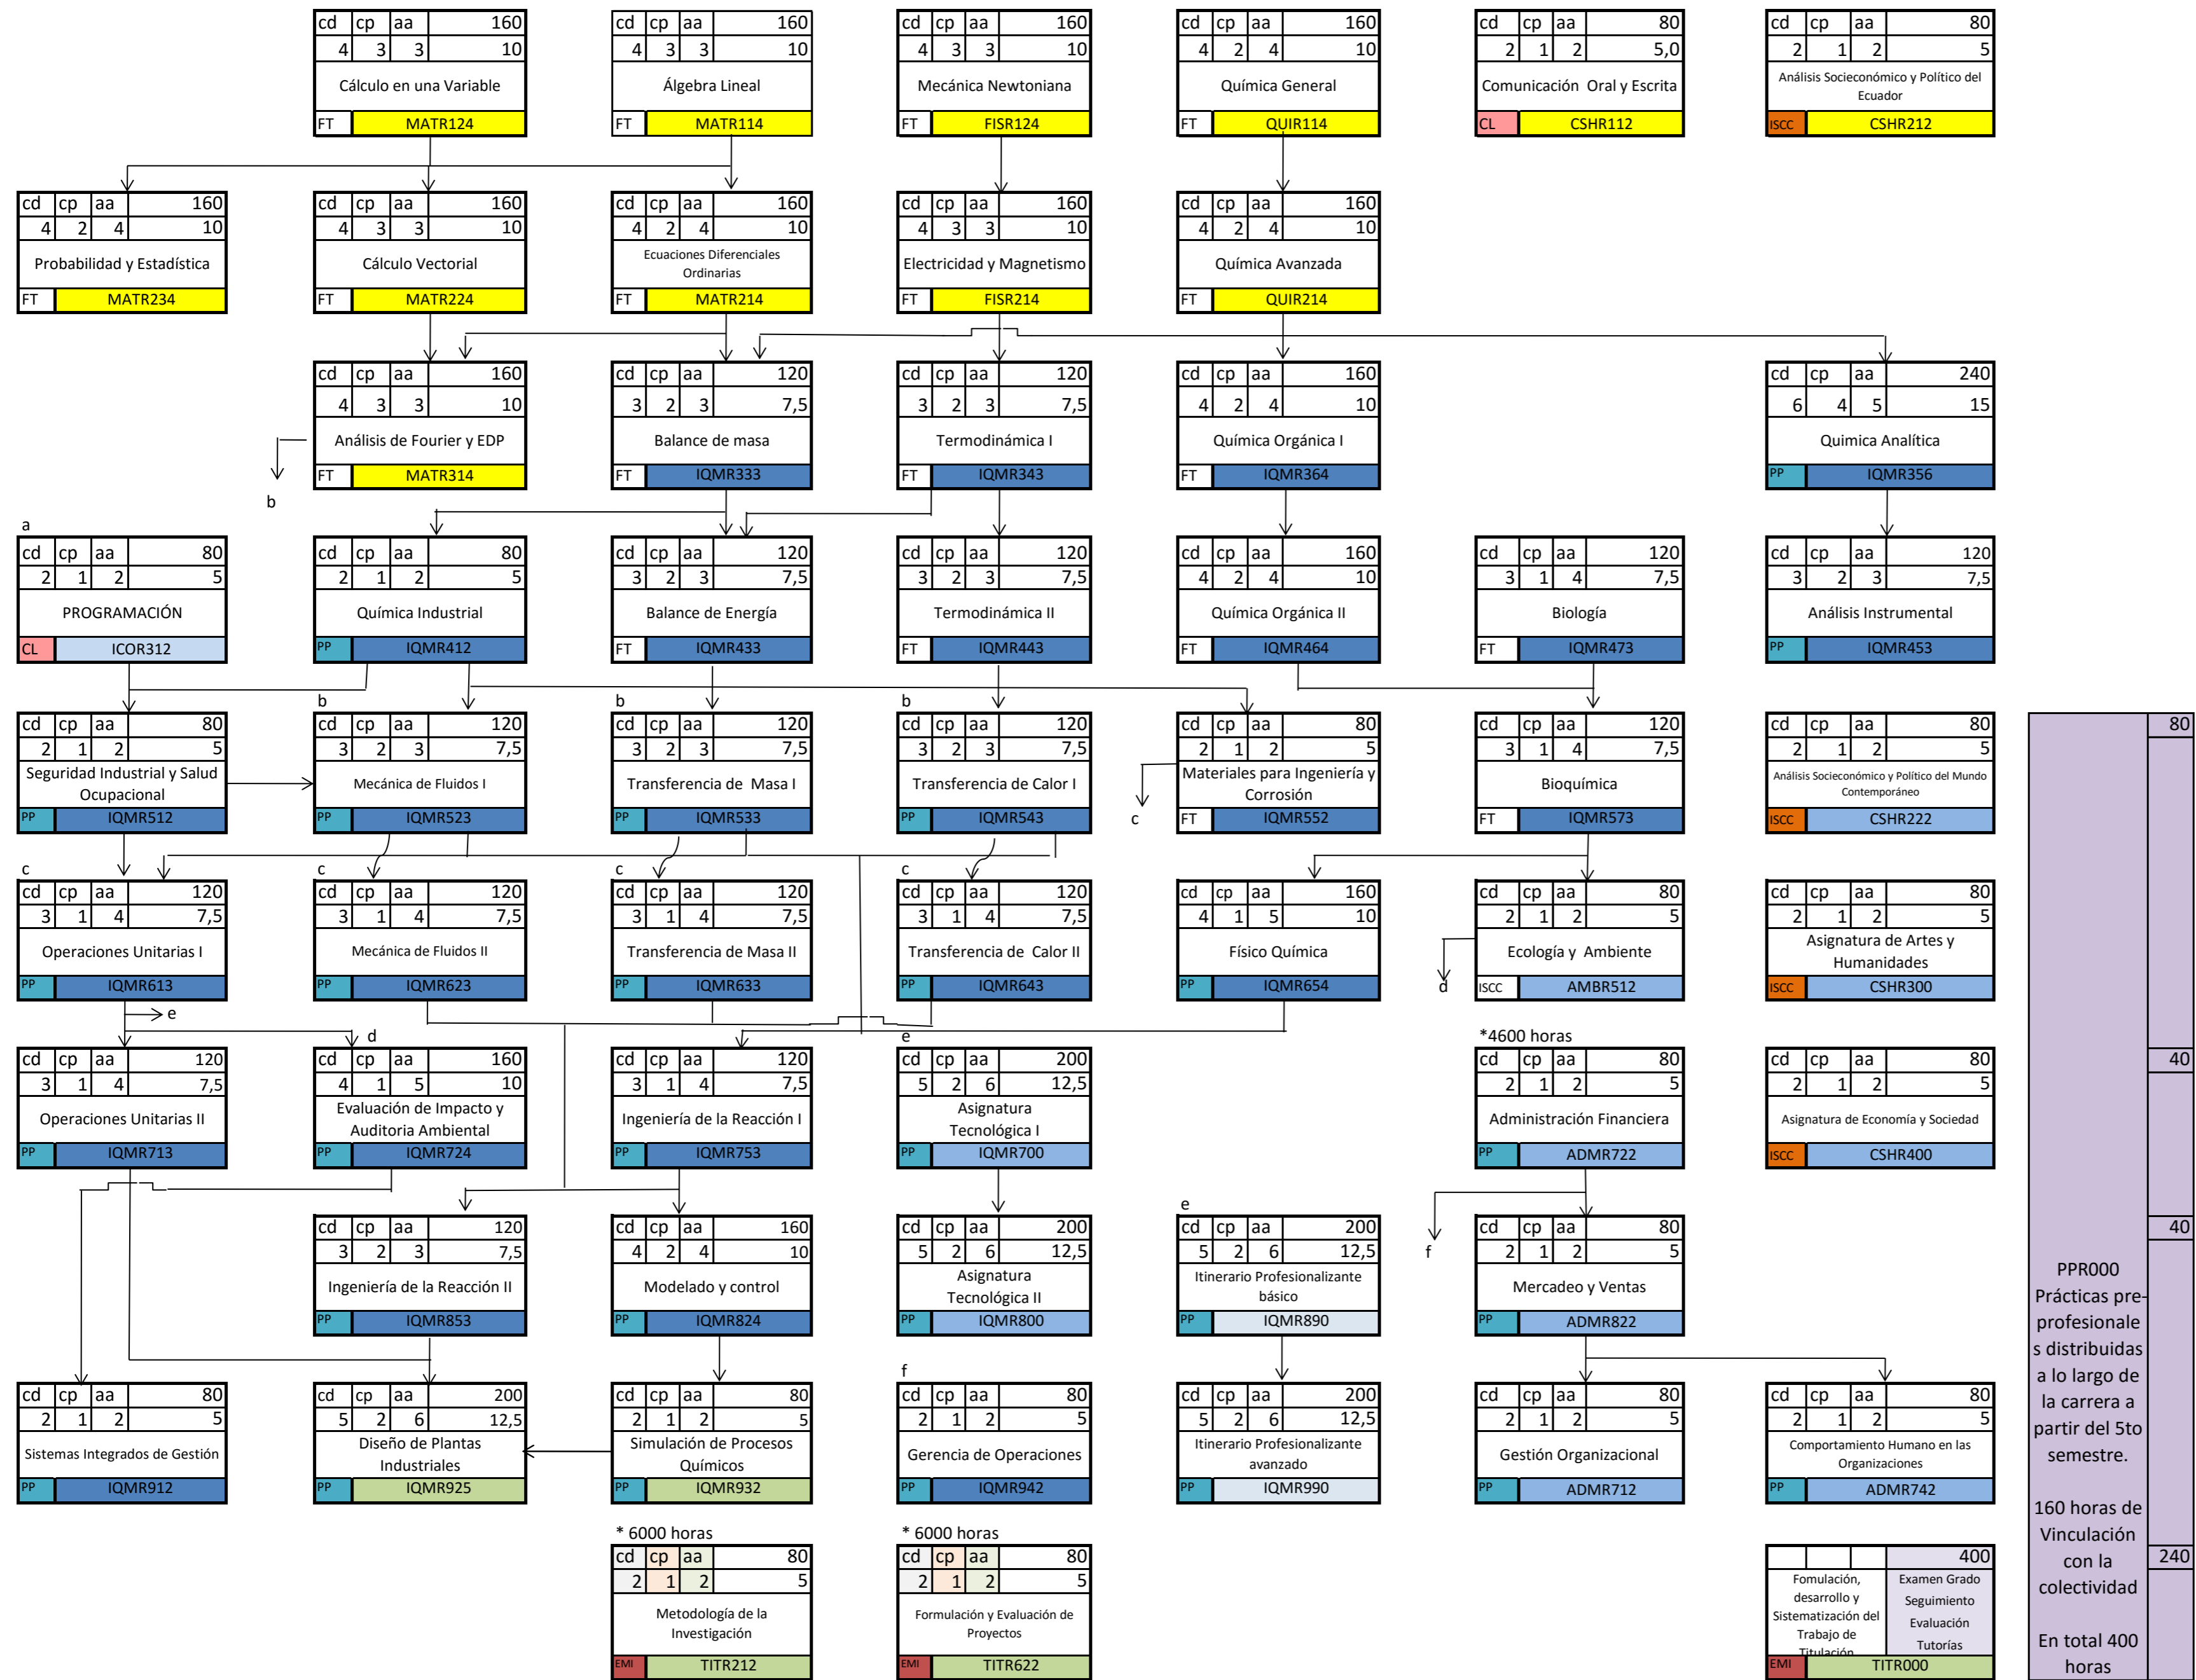 cd cp aa 160
4 3 3 10
Cálculo en una Variable
FT MATR124
cd cp aa 160
4 3 3 10
Álgebra Lineal
FT MATR114
cd cp aa 160
4 3 3 10
Mecánica Newtoniana
FT FISR124
cd cp aa 160
4 2 4 10
Química General
FT QUIR114
cd cp aa 80
2 1 2 5,0
Comunicación Oral y Escrita
CL CSHR112
cd cp aa 80
2 1 2 5
Análisis Socieconómico y Político del
Ecuador
ISCC CSHR212
cd cp aa 160
4 2 4 10
Probabilidad y Estadística
FT MATR234
cd cp aa 160
4 3 3 10
Cálculo Vectorial
FT MATR224
cd cp aa 160
4 2 4 10
Ecuaciones Diferenciales
Ordinarias
FT MATR214
cd cp aa 160
4 3 3 10
Electricidad y Magnetismo
FT FISR214
cd cp aa 160
4 2 4 10
Química Avanzada
FT QUIR214
cd cp aa 160
4 3 3 10
Análisis de Fourier y EDP
FT MATR314
b
cd cp aa 120
3 2 3 7,5
Balance de masa
FT IQMR333
cd cp aa 120
3 2 3 7,5
Termodinámica I
FT IQMR343
cd cp aa 160
4 2 4 10
Química Orgánica I
FT IQMR364
cd cp aa 240
6 4 5 15
Quimica Analítica
PP IQMR356
a
cd cp aa 80
2 1 2 5
PROGRAMACIÓN
CL ICOR312
cd cp aa 80
2 1 2 5
Química Industrial
PP IQMR412
cd cp aa 120
3 2 3 7,5
Balance de Energía
FT IQMR433
cd cp aa 120
3 2 3 7,5
Termodinámica II
FT IQMR443
cd cp aa 160
4 2 4 10
Química Orgánica II
FT IQMR464
cd cp aa 120
3 1 4 7,5
Biología
FT IQMR473
cd cp aa 120
3 2 3 7,5
Análisis Instrumental
PP IQMR453
cd cp aa 80
2 1 2 5
Seguridad Industrial y Salud
Ocupacional
PP IQMR512
b
cd cp aa 120
3 2 3 7,5
Mecánica de Fluidos I
PP IQMR523
b
cd cp aa 120
3 2 3 7,5
Transferencia de Masa I
PP IQMR533
b
cd cp aa 120
3 2 3 7,5
Transferencia de Calor I
PP IQMR543
c
cd cp aa 80
2 1 2 5
Materiales para Ingeniería y
Corrosión
FT IQMR552
cd cp aa 120
3 1 4 7,5
Bioquímica
FT IQMR573
cd cp aa 80
2 1 2 5
Análisis Socieconómico y Político del Mundo
Contemporáneo
ISCC CSHR222
c
cd cp aa 120
3 1 4 7,5
Operaciones Unitarias I
PP IQMR613
e
c
cd cp aa 120
3 1 4 7,5
Mecánica de Fluidos II
PP IQMR623
c
cd cp aa 120
3 1 4 7,5
Transferencia de Masa II
PP IQMR633
c
cd cp aa 120
3 1 4 7,5
Transferencia de Calor II
PP IQMR643
cd cp aa 160
4 1 5 10
Físico Química
PP IQMR654
d
cd cp aa 80
2 1 2 5
Ecología y Ambiente
ISCC AMBR512
cd cp aa 80
2 1 2 5
Asignatura de Artes y
Humanidades
ISCC CSHR300
cd cp aa 120
3 1 4 7,5
Operaciones Unitarias II
PP IQMR713
d
cd cp aa 160
4 1 5 10
Evaluación de Impacto y
Auditoria Ambiental
PP IQMR724
cd cp aa 120
3 1 4 7,5
Ingeniería de la Reacción I
PP IQMR753
e
cd cp aa 200
5 2 6 12,5
Asignatura
Tecnológica I
PP IQMR700
*4600 horas
cd cp aa 80
2 1 2 5
Administración Financiera
PP ADMR722
cd cp aa 80
2 1 2 5
Asignatura de Economía y Sociedad
ISCC CSHR400
cd cp aa 120
3 2 3 7,5
Ingeniería de la Reacción II
PP IQMR853
cd cp aa 160
4 2 4 10
Modelado y control
PP IQMR824
cd cp aa 200
5 2 6 12,5
Asignatura
Tecnológica II
PP IQMR800
e
cd cp aa 200
5 2 6 12,5
Itinerario Profesionalizante
básico
PP IQMR890
f
cd cp aa 80
2 1 2 5
Mercadeo y Ventas
PP ADMR822
cd cp aa 80
2 1 2 5
Sistemas Integrados de Gestión
PP IQMR912
cd cp aa 200
5 2 6 12,5
Diseño de Plantas
Industriales
PP IQMR925
cd cp aa 80
2 1 2 5
Simulación de Procesos
Químicos
PP IQMR932
f
cd cp aa 80
2 1 2 5
Gerencia de Operaciones
PP IQMR942
cd cp aa 200
5 2 6 12,5
Itinerario Profesionalizante
avanzado
PP IQMR990
cd cp aa 80
2 1 2 5
Gestión Organizacional
PP ADMR712
cd cp aa 80
2 1 2 5
Comportamiento Humano en las
Organizaciones
PP ADMR742
* 6000 horas
cd cp aa 80
2 1 2 5
Metodología de la
Investigación
EMI TITR212
* 6000 horas
cd cp aa 80
2 1 2 5
Formulación y Evaluación de
Proyectos
EMI TITR622
400
Fomulación,
desarrollo y
Sistematización del
Trabajo de
Titulación
Examen Grado
Seguimiento
Evaluación
Tutorías
EMI TITR000
80
40
40
240
PPR000
Prácticas pre-
profesionale
s distribuidas
a lo largo de
la carrera a
partir del 5to
semestre.
160 horas de
Vinculación
con la
colectividad
En total 400
horas